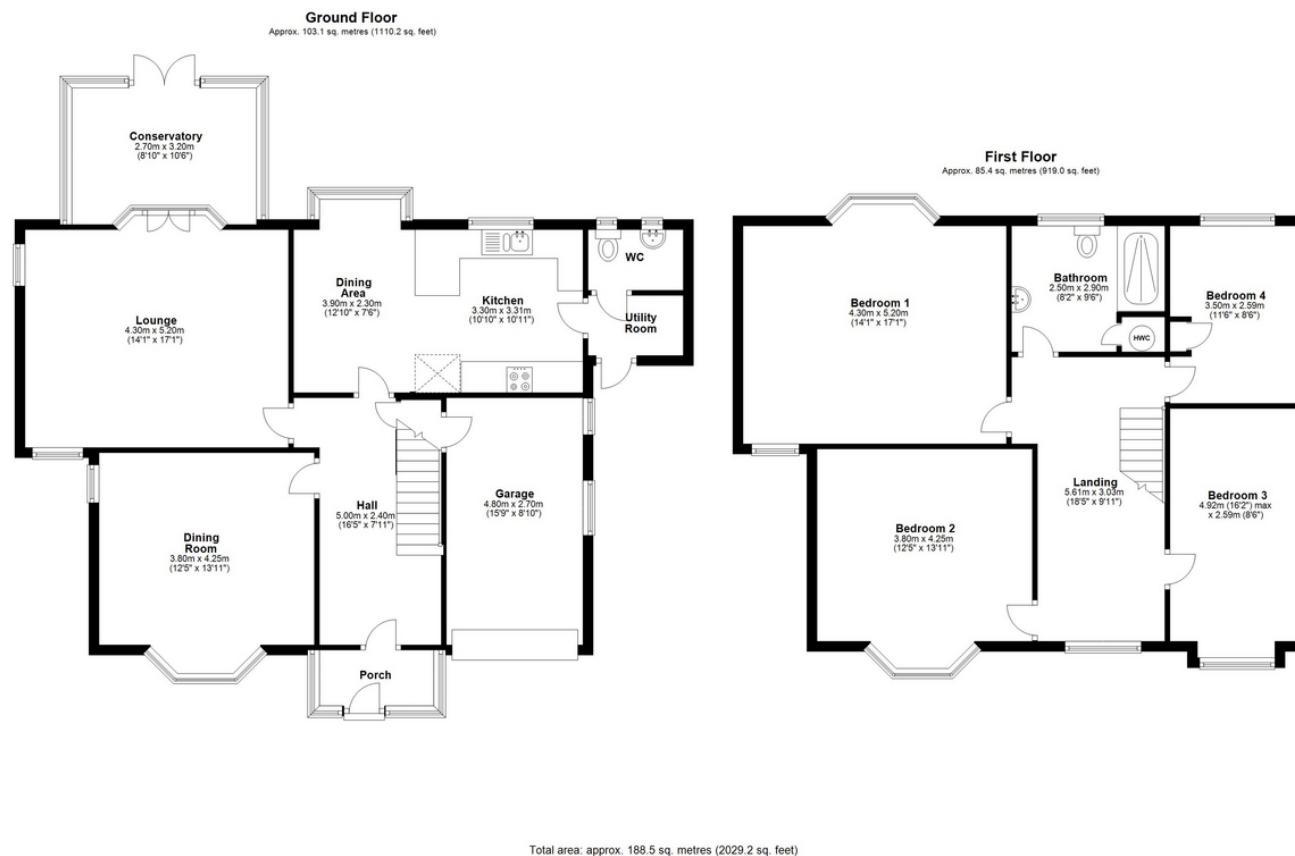 Ground Floor
Approx. 103.1 sq. metres (1110.2 sq. feet)
Conservatory
2.70m x 3.20m
(8'10" x 10'6")
Dining
Area
3.90m x 2.30m
(12'10" x 7'6")
Kitchen
3.30m x 3.31m
(10'10" x 10'11")
WC
Utility
Room
Lounge
4.30m x 5.20m
(14'1" x 17'1")
Hall
5.00m x 2.40m
(16'5" x 7'11")
Garage
4.80m x 2.70m
(15'9" x 8'10")
Dining
Room
3.80m x 4.25m
(12'5" x 13'11")
Porch
First Floor
Approx. 85.4 sq. metres (919.0 sq. feet)
Bedroom 1
4.30m x 5.20m
(14'1" x 17'1")
Bathroom
2.50m x 2.90m
(8'2" x 9'6")
HWC
Bedroom 4
3.50m x 2.59m
(11'6" x 8'6")
Landing
5.61m x 3.03m
(18'5" x 9'11")
Bedroom 3
4.92m (16'2") max
x 2.59m (8'6")
Bedroom 2
3.80m x 4.25m
(12'5" x 13'11")
Total area: approx. 188.5 sq. metres (2029.2 sq. feet)